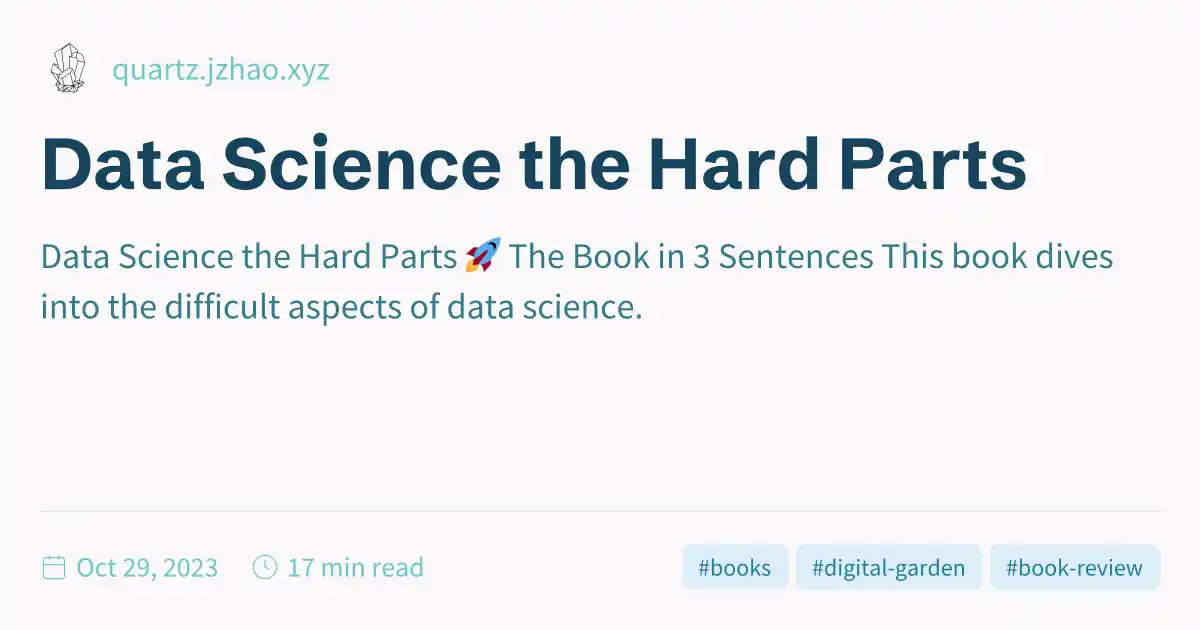 quartz.jzhao.xyz
Data Science the Hard Parts
Data Science the Hard Parts 🚀 The Book in 3 Sentences This book dives
into the difficult aspects of data science.
Oct 29, 2023 17 min read #books #digital-garden #book-review